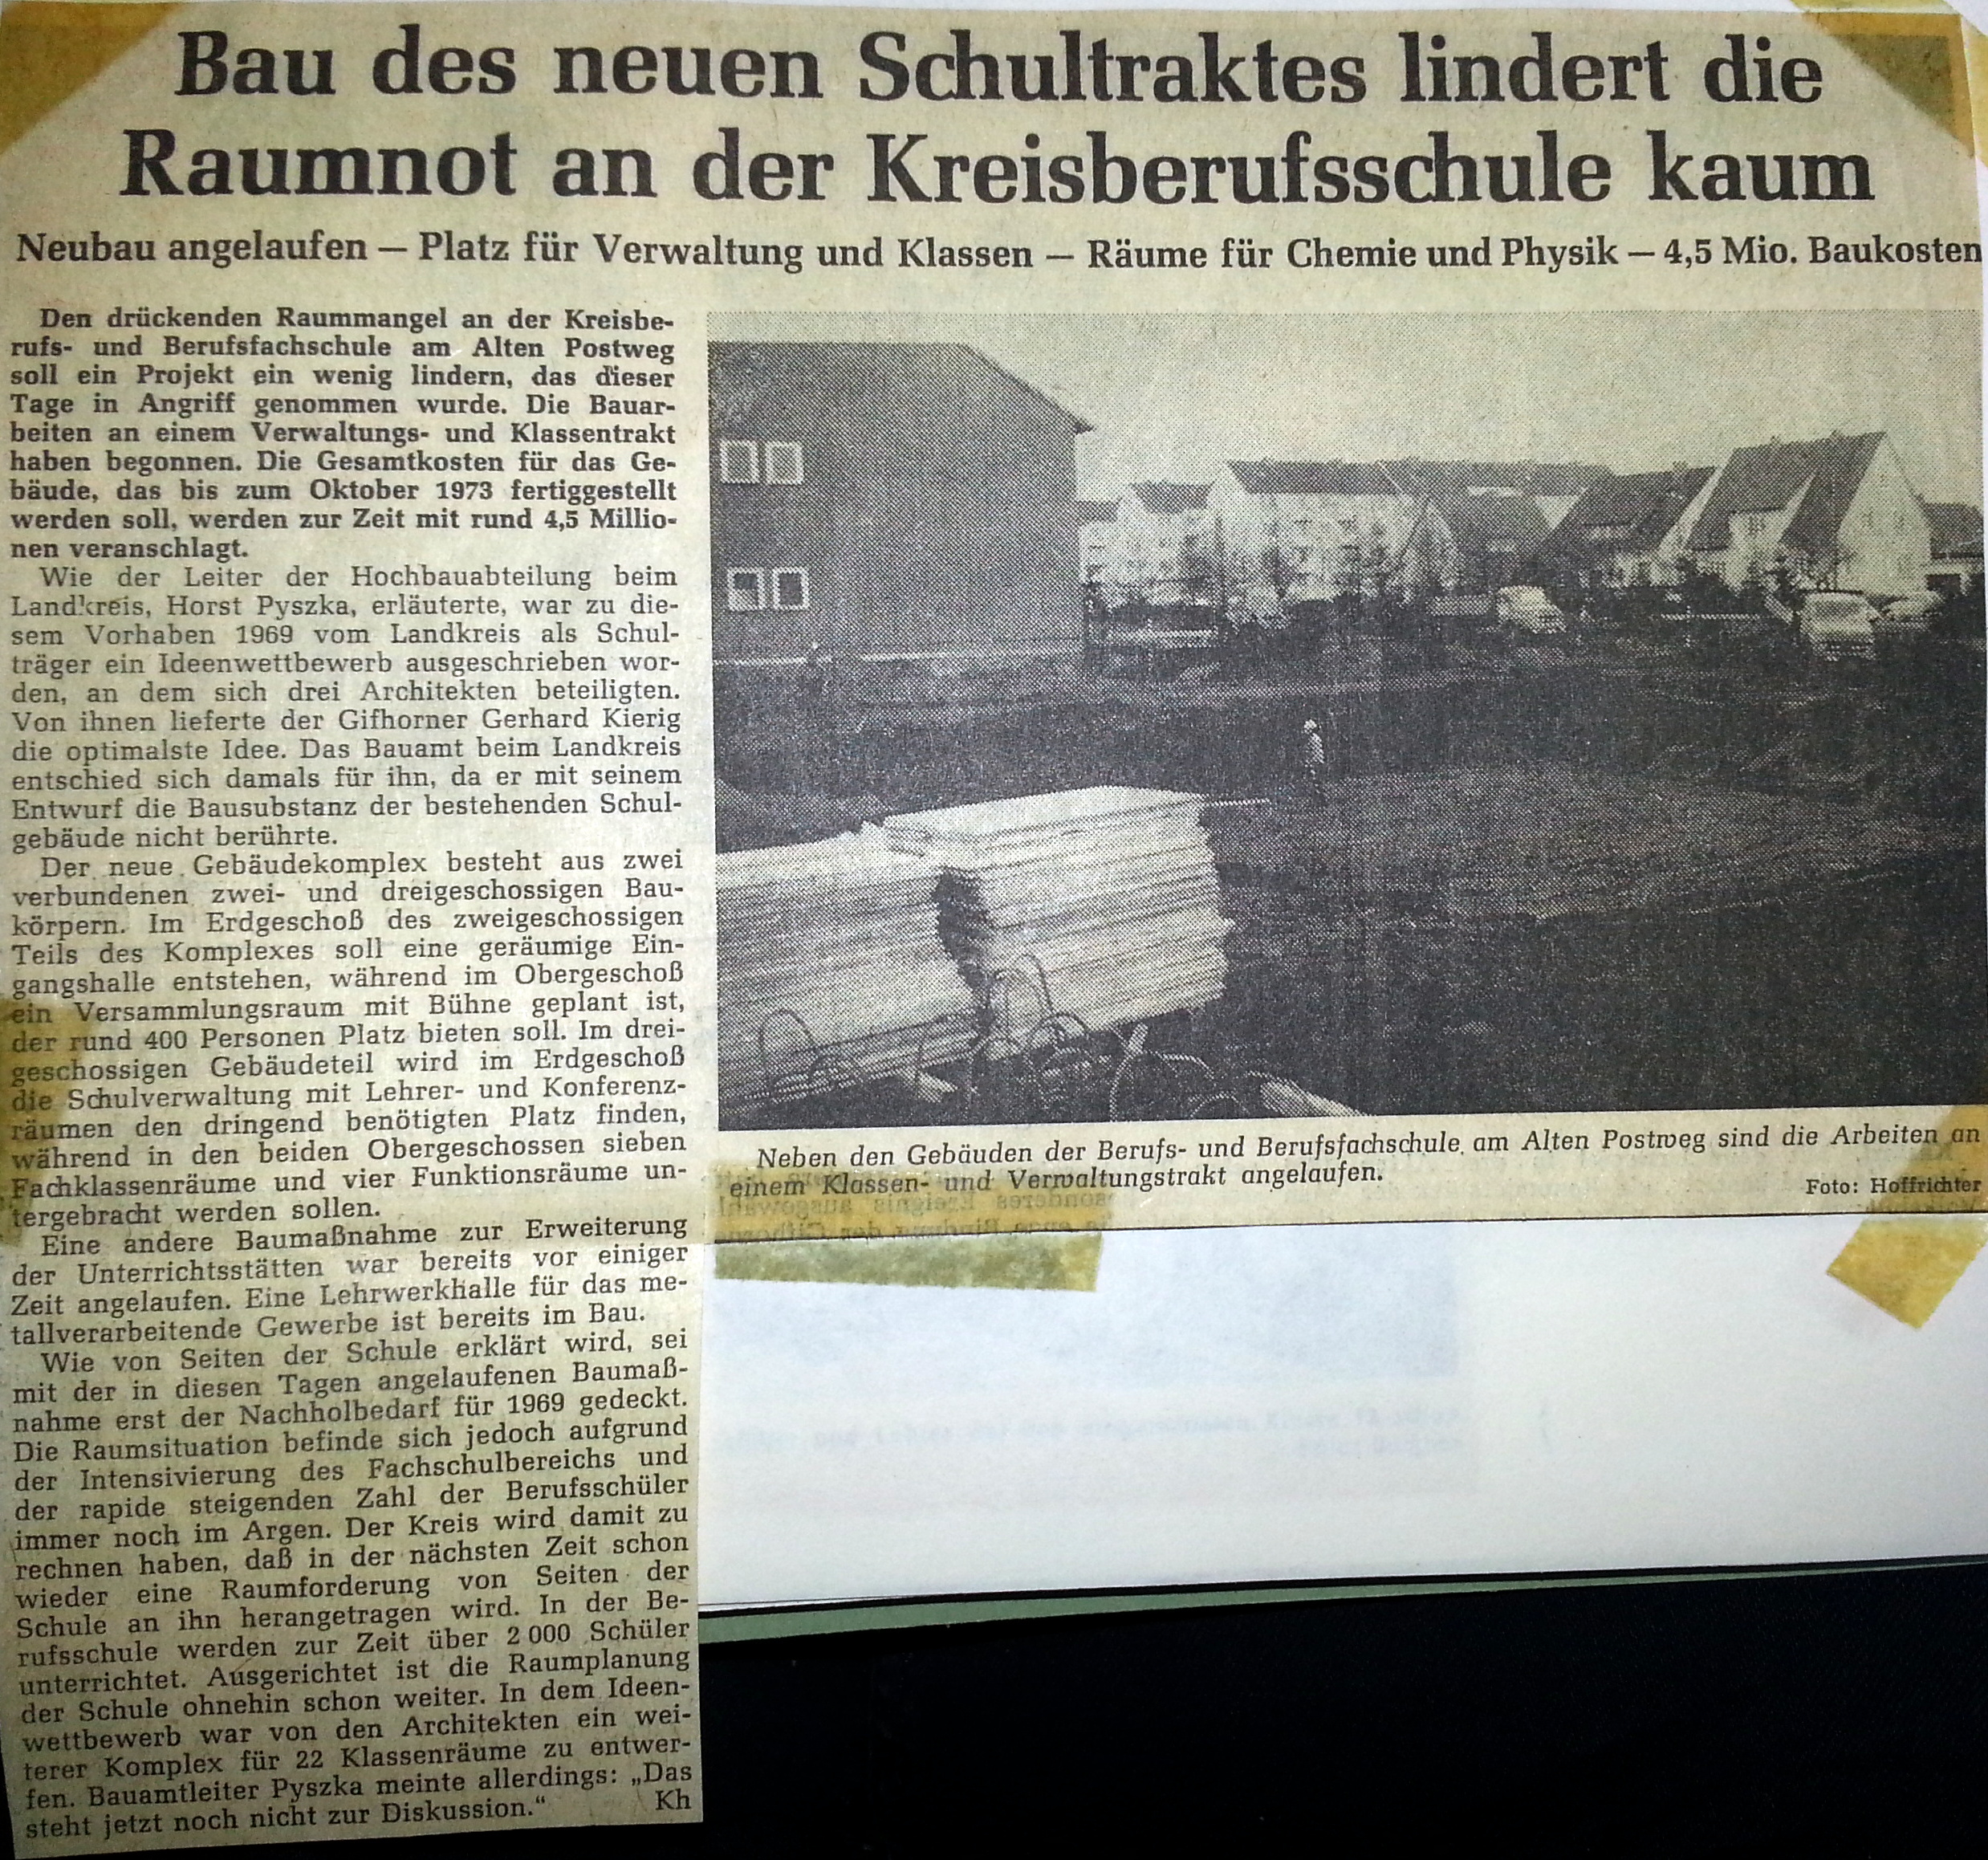 Bau des neuen Schultraktes lindert die
Raumnot an der Kreisberufsschule kaum
Neubau angelaufen — Platz für Verwaltung und Klassen — Räume für Chemie und Physik — 4,5 Mio. Baukosten
Den drückenden Raummangel an der Kreisbe-
rufs- und Berufsfachschule am Alten Postweg
soll ein Projekt ein wenig lindern, das dieser
Tage in Angriff genommen wurde. Die Bauar-
beiten an einem Verwaltungs- und Klassentrakt
haben begonnen. Die Gesamtkosten für das Ge-
bäude, das bis zum Oktober 1973 fertiggestellt
werden soll, werden zur Zeit mit rund 4,5 Millio-
nen veranschlagt.
Wie der Leiter der Hochbauabteilung beim
Landkreis, Horst Pyszka, erläuterte, war zu die-
sem Vorhaben 1969 vom Landkreis als Schul-
träger ein Ideenwettbewerb ausgeschrieben wor-
den, an dem sich drei Architekten beteiligten.
Von ihnen lieferte der Gifhorner Gerhard Kierig
die optimalste Idee. Das Bauamt beim Landkreis
entschied sich damals für ihn, da er mit seinem
Entwurf die Bausubstanz der bestehenden Schul-
gebäude nicht berührte.
Der neue Gebäudekomplex besteht aus zwei
verbundenen zwei- und dreigeschossigen Bau-
körpern. Im Erdgeschoß des zweigeschossigen
Teils des Komplexes soll eine geräumige Ein-
gangshalle entstehen, während im Obergeschoß
ein Versammlungsraum mit Bühne geplant ist,
der rund 400 Personen Platz bieten soll. Im drei-
geschossigen Gebäudeteil wird im Erdgeschoß
die Schulverwaltung mit Lehrer- und Konferenz-
räumen den dringend benötigten Platz finden,
während in den beiden Obergeschossen sieben
Fachklassenräume und vier Funktionsräume un-
tergebracht werden sollen.
Eine andere Baumaßnahme zur Erweiterung
der Unterrichtsstätten war bereits vor einiger
Zeit angelaufen. Eine Lehrwerkhalle für das me-
tallverarbeitende Gewerbe ist bereits im Bau.
Wie von Seiten der Schule erklärt wird, sei
mit der in diesen Tagen angelaufenen Baumaß-
nahme erst der Nachholbedarf für 1969 gedeckt.
Die Raumsituation befinde sich jedoch aufgrund
der Intensivierung des Fachschulbereichs und
der rapide steigenden Zahl der Berufsschüler
immer noch im Argen. Der Kreis wird damit zu
rechnen haben, daß in der nächsten Zeit schon
wieder eine Raumforderung von Seiten der
Schule an ihn herangetragen wird. In der Be-
rufsschule werden zur Zeit über 2 000 Schüler
unterrichtet. Ausgerichtet ist die Raumplanung
der Schule ohnehin schon weiter. In dem Ideen-
wettbewerb war von den Architekten ein wei-
terer Komplex für 22 Klassenräume zu entwer-
fen. Bauamtleiter Pyszka meinte allerdings: „Das
steht jetzt noch nicht zur Diskussion.“ Kh
Neben den Gebäuden der Berufs- und Berufsfachschule am Alten Postweg sind die Arbeiten an
einem Klassen- und Verwaltungstrakt angelaufen.
Foto: Hoffrichter